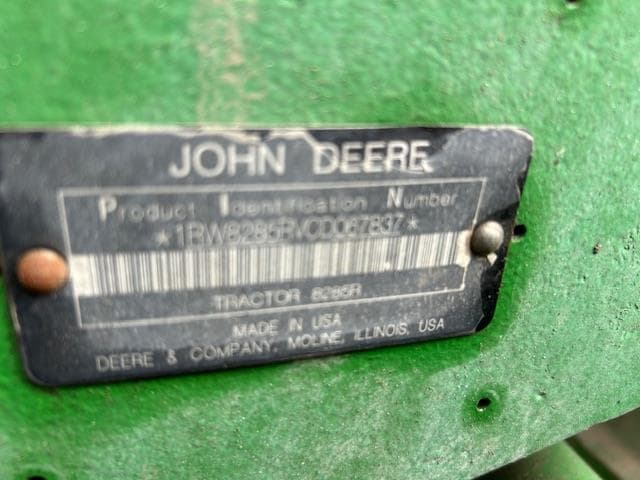 JOHN DEERE
Product Identification Number
*1RW8285RVCD067837*
TRACTOR 8285R
MADE IN USA
DEERE & COMPANY, MOLINE, ILLINOIS, USA